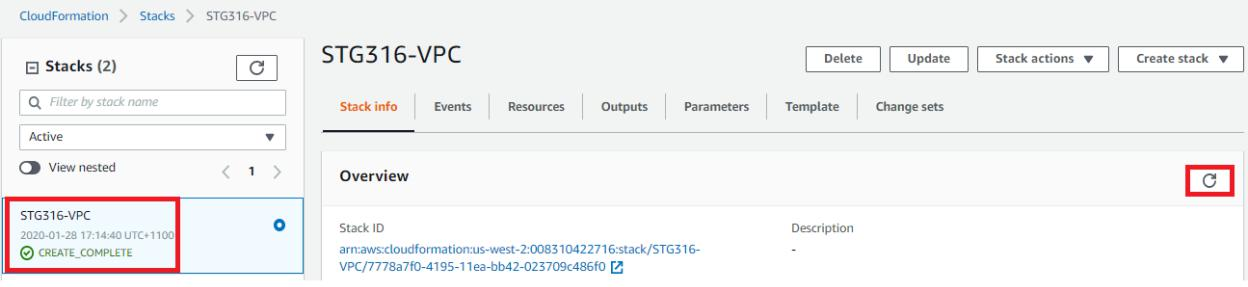 CloudFormation > Stacks > STG316-VPC
Stacks (2)
Filter by stack name
Active
View nested
< 1 >
STG316-VPC
2020-01-28 17:14:40 UTC+1100
CREATE_COMPLETE
STG316-VPC
Delete Update Stack actions Create stack
Stack info Events Resources Outputs Parameters Template Change sets
Overview
Stack ID
arn:aws:cloudformation:us-west-2:008310422716:stack/STG316-
VPC/7778a7f0-4195-11ea-bb42-023709c486f0
Description
-